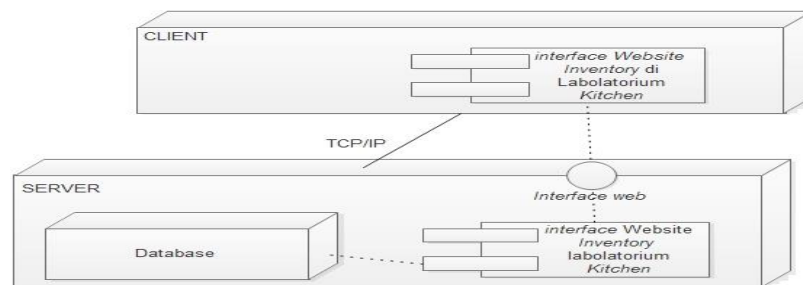 CLIENT
interface Website
Inventory di
Labolatorium
Kitchen
TCP/IP
SERVER
Interface web
Database
interface Website
Inventory
labolatorium
Kitchen